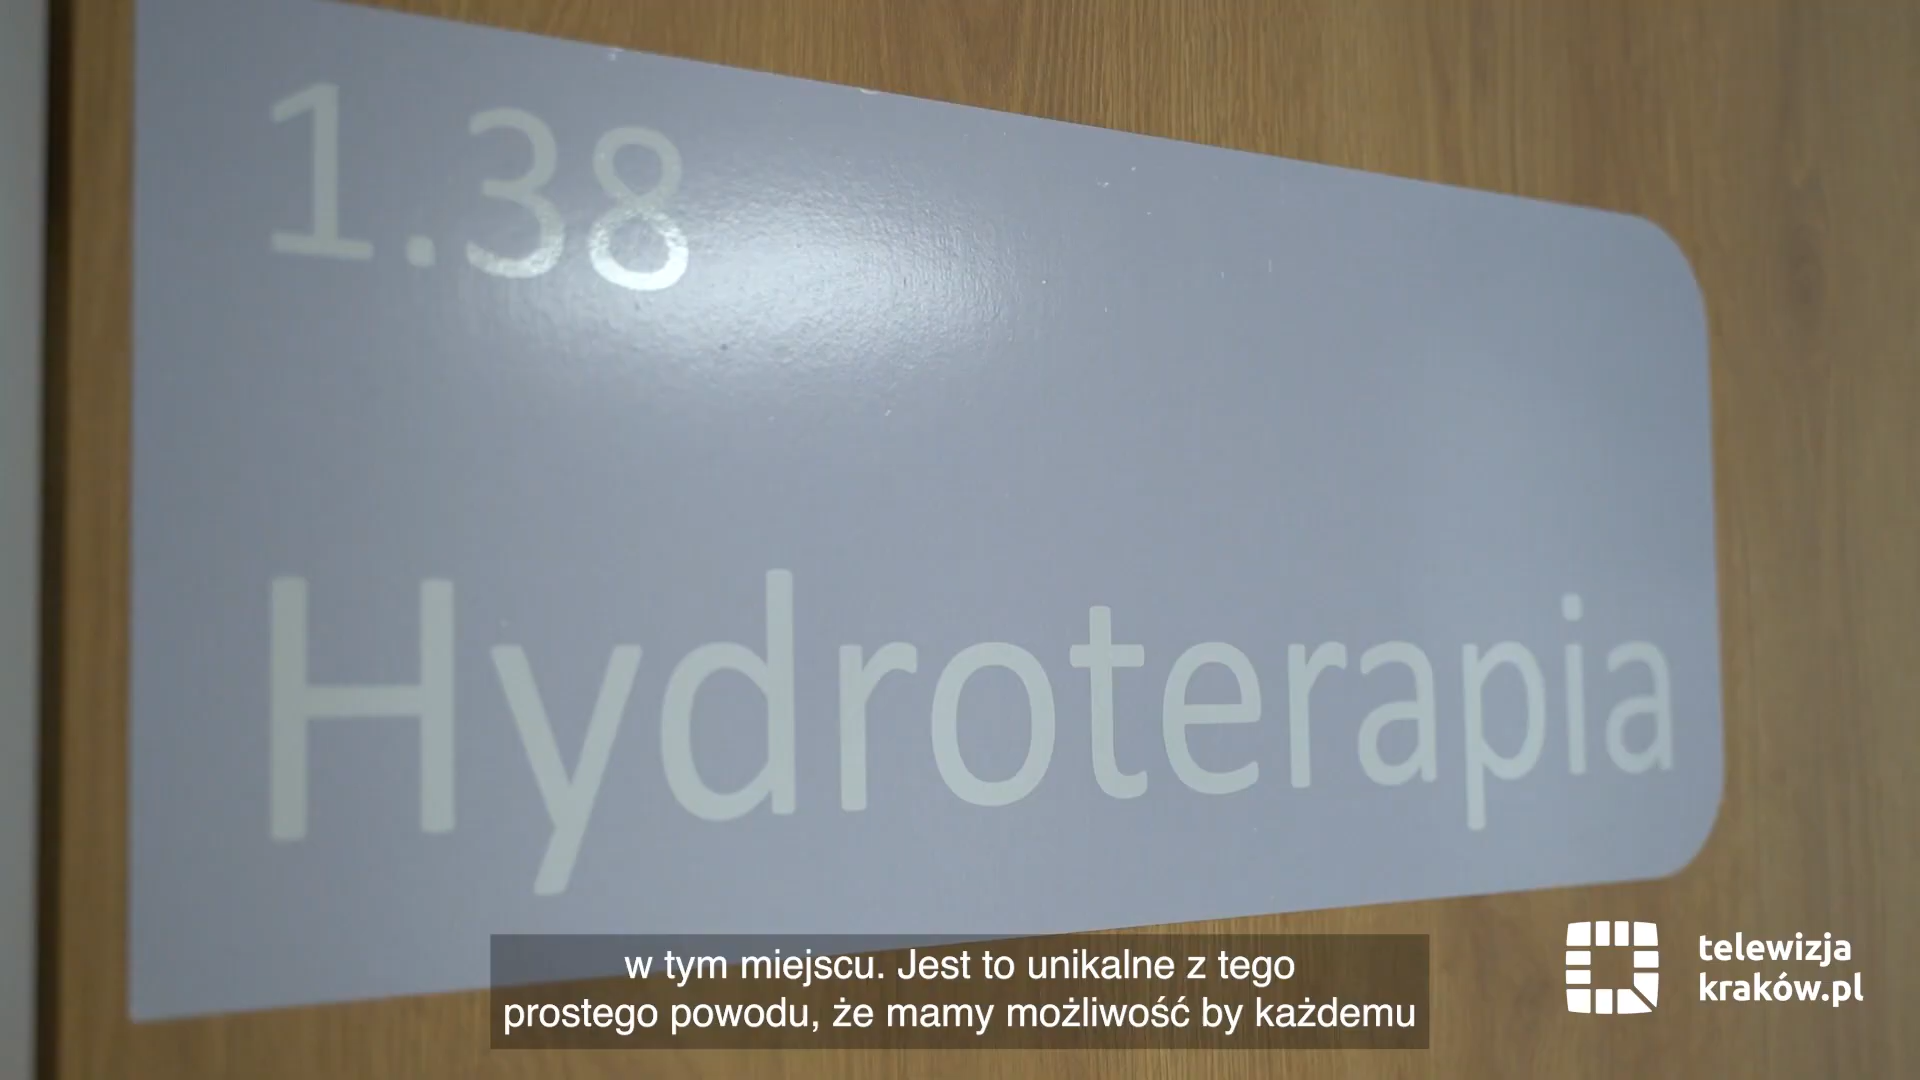 1.38
Hydroterapia
w tym miejscu. Jest to unikalne z tego
prostego powodu, że mamy możliwość by każdemu
telewizja
kraków.pl